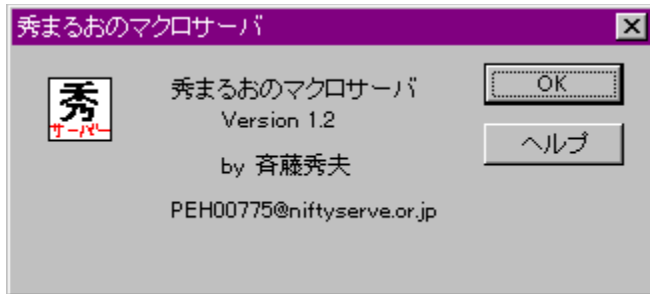 秀まるおのマクロサーバ
秀
サーバー
秀まるおのマクロサーバ
Version 1.2
by 斉藤秀夫
PEH00775@niftyserve.or.jp
OK
ヘルプ